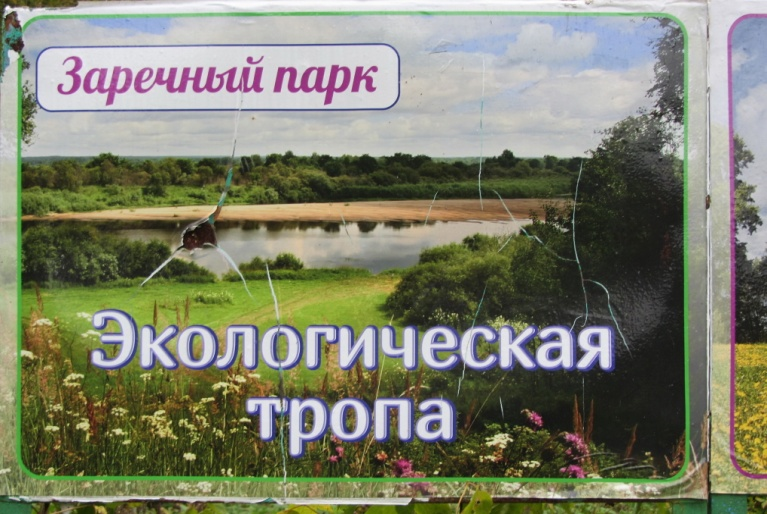 Заречный парк
Экологическая
тропа